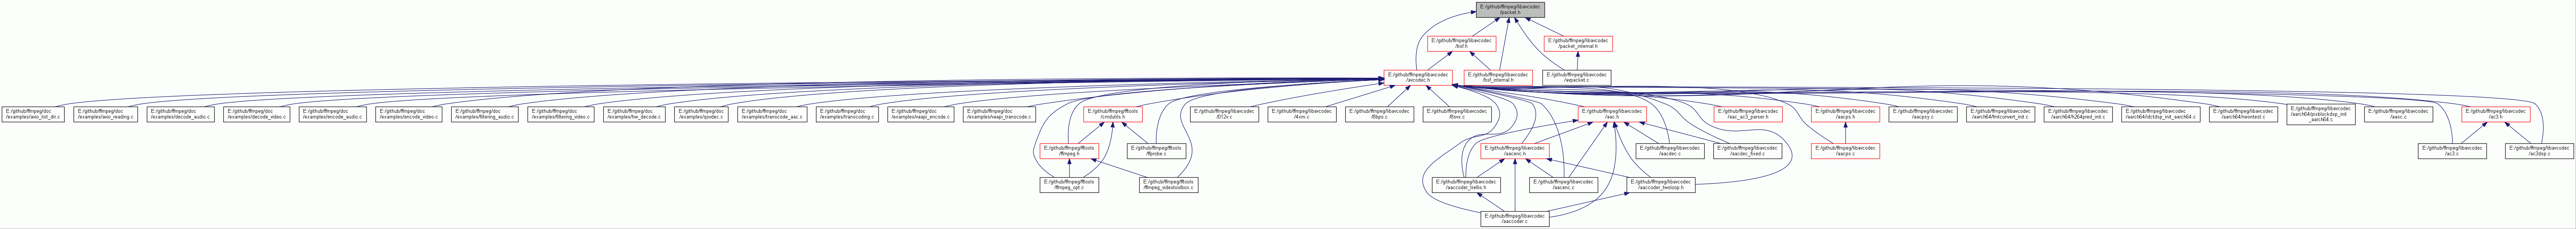 E:/github/ffmpeg/libavcodec
/packet.h
E:/github/ffmpeg/libavcodec
/bsf.h
E:/github/ffmpeg/libavcodec
/packet_internal.h
E:/github/ffmpeg/libavcodec
/avcodec.h
E:/github/ffmpeg/libavcodec
/bsf_internal.h
E:/github/ffmpeg/libavcodec
/avpacket.c
E:/github/ffmpeg/doc
/examples/avio_list_dir.c
E:/github/ffmpeg/doc
/examples/avio_reading.c
E:/github/ffmpeg/doc
/examples/decode_audio.c
E:/github/ffmpeg/doc
/examples/decode_video.c
E:/github/ffmpeg/doc
/examples/encode_audio.c
E:/github/ffmpeg/doc
/examples/encode_video.c
E:/github/ffmpeg/doc
/examples/filtering_audio.c
E:/github/ffmpeg/doc
/examples/filtering_video.c
E:/github/ffmpeg/doc
/examples/hw_decode.c
E:/github/ffmpeg/doc
/examples/qsvdec.c
E:/github/ffmpeg/doc
/examples/transcode_aac.c
E:/github/ffmpeg/doc
/examples/transcoding.c
E:/github/ffmpeg/doc
/examples/vaapi_encode.c
E:/github/ffmpeg/doc
/examples/vaapi_transcode.c
E:/github/ffmpeg/fftools
/cmdutils.h
E:/github/ffmpeg/libavcodec
/012v.c
E:/github/ffmpeg/libavcodec
/4xm.c
E:/github/ffmpeg/libavcodec
/8bps.c
E:/github/ffmpeg/libavcodec
/8svx.c
E:/github/ffmpeg/libavcodec
/aac.h
E:/github/ffmpeg/libavcodec
/aac_ac3_parser.h
E:/github/ffmpeg/libavcodec
/aacps.h
E:/github/ffmpeg/libavcodec
/aacpsy.c
E:/github/ffmpeg/libavcodec
/aarch64/fmtconvert_init.c
E:/github/ffmpeg/libavcodec
/aarch64/h264pred_init.c
E:/github/ffmpeg/libavcodec
/aarch64/idctdsp_init_aarch64.c
E:/github/ffmpeg/libavcodec
/aarch64/neontest.c
E:/github/ffmpeg/libavcodec
/aarch64/pixblockdsp_init
_aarch64.c
E:/github/ffmpeg/libavcodec
/aasc.c
E:/github/ffmpeg/libavcodec
/ac3.h
E:/github/ffmpeg/fftools
/ffmpeg.h
E:/github/ffmpeg/fftools
/ffprobe.c
E:/github/ffmpeg/libavcodec
/aacenc.h
E:/github/ffmpeg/libavcodec
/aacdec.c
E:/github/ffmpeg/libavcodec
/aacdec_fixed.c
E:/github/ffmpeg/libavcodec
/aacps.c
E:/github/ffmpeg/libavcodec
/ac3.c
E:/github/ffmpeg/libavcodec
/ac3dsp.c
E:/github/ffmpeg/fftools
/ffmpeg_opt.c
E:/github/ffmpeg/fftools
/ffmpeg_videotoolbox.c
E:/github/ffmpeg/libavcodec
/aaccoder_trellis.h
E:/github/ffmpeg/libavcodec
/aacenc.c
E:/github/ffmpeg/libavcodec
/aaccoder_twoloop.h
E:/github/ffmpeg/libavcodec
/aaccoder.c